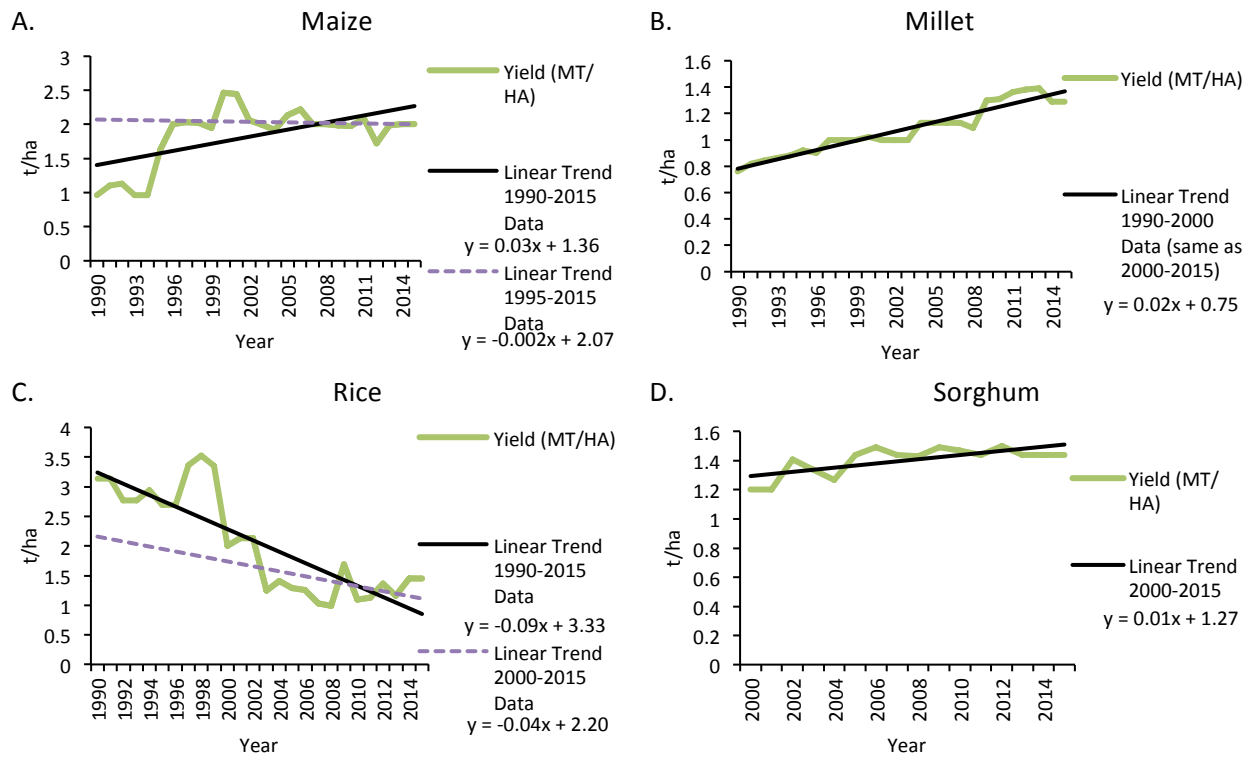 A.
Maize
3
2.5
2
1.5
1
0.5
0
t/ha
1990
1993
1996
1999
2002
2005
2008
2011
2014
Year
Yield (MT/
HA)
Linear Trend
1990-2015
Data
y = 0.03x + 1.36
Linear Trend
1995-2015
Data
y = -0.002x + 2.07
B.
Millet
1.6
1.4
1.2
1
0.8
0.6
0.4
0.2
0
t/ha
1990
1993
1996
1999
2002
2005
2008
2011
2014
Year
Yield (MT/HA)
Linear Trend
1990-2000
Data (same as
2000-2015)
y = 0.02x + 0.75
C.
Rice
4
3.5
3
2.5
2
1.5
1
0.5
0
t/ha
1990
1992
1994
1996
1998
2000
2002
2004
2006
2008
2010
2012
2014
Year
Yield (MT/HA)
Linear Trend
1990-2015
Data
y = -0.09x + 3.33
Linear Trend
2000-2015
Data
y = -0.04x + 2.20
D.
Sorghum
1.6
1.4
1.2
1
0.8
0.6
0.4
0.2
0
t/ha
2000
2002
2004
2006
2008
2010
2012
2014
Year
Yield (MT/
HA)
Linear Trend
2000-2015
y = 0.01x + 1.27